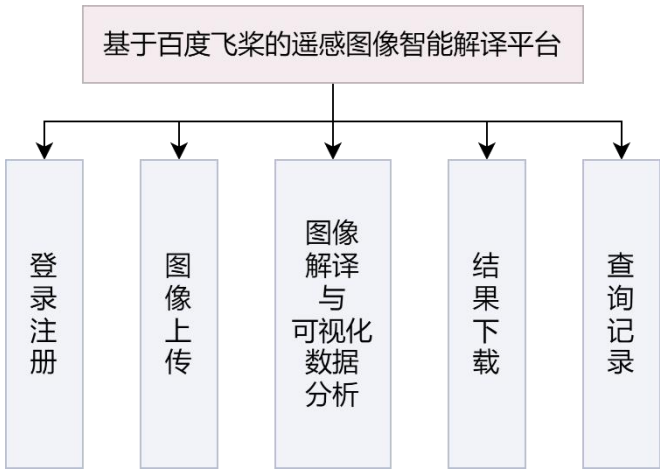 基于百度飞桨的遥感图像智能解译平台
登录注册
图像上传
图像
解译
与
可视化
数据
分析
结果下载
查询记录